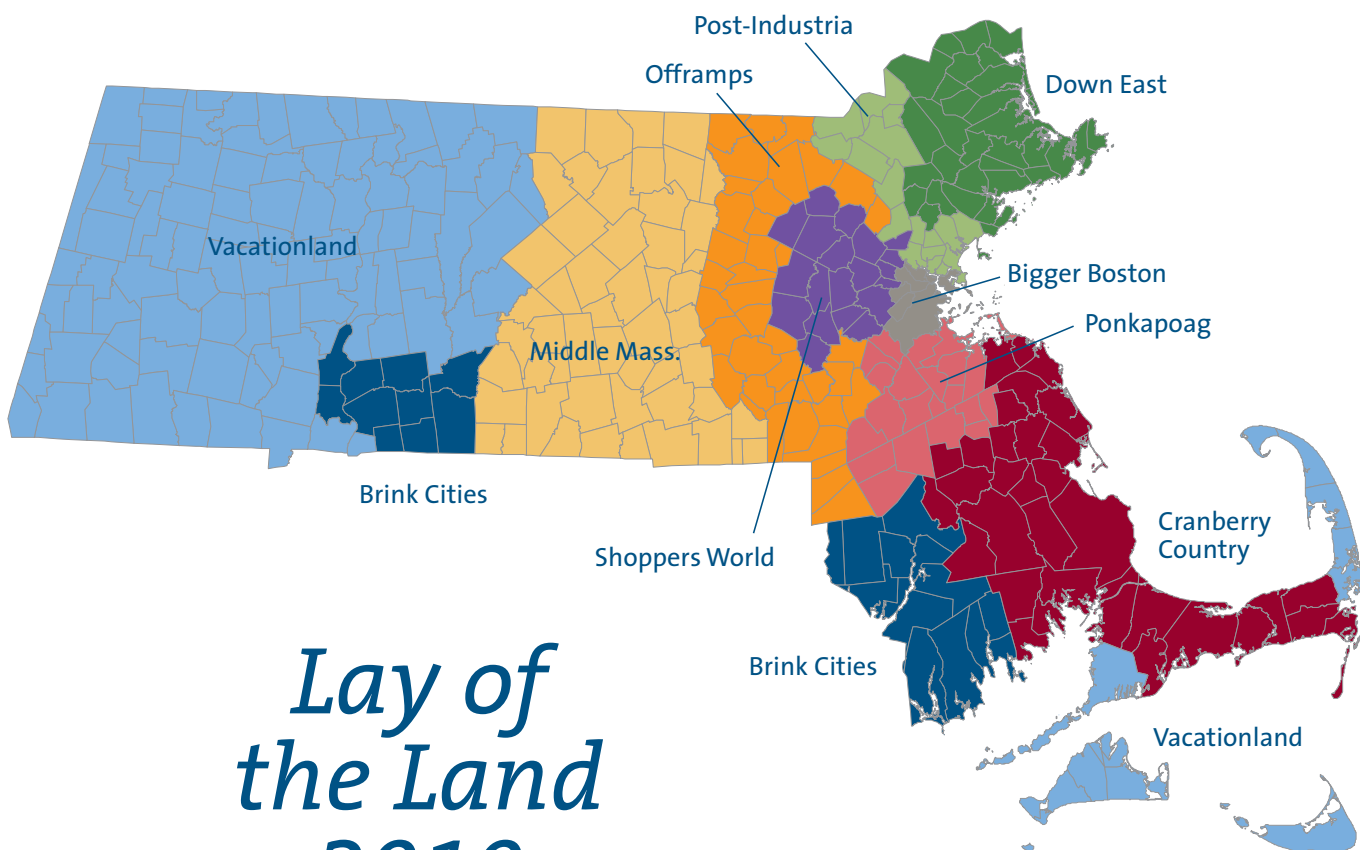 Post-Industria
Offramps
Down East
Vacationland
Bigger Boston
Ponkapoag
Middle Mass.
Brink Cities
Cranberry
Country
Shoppers World
Brink Cities
Vacationland
Lay of
the Land